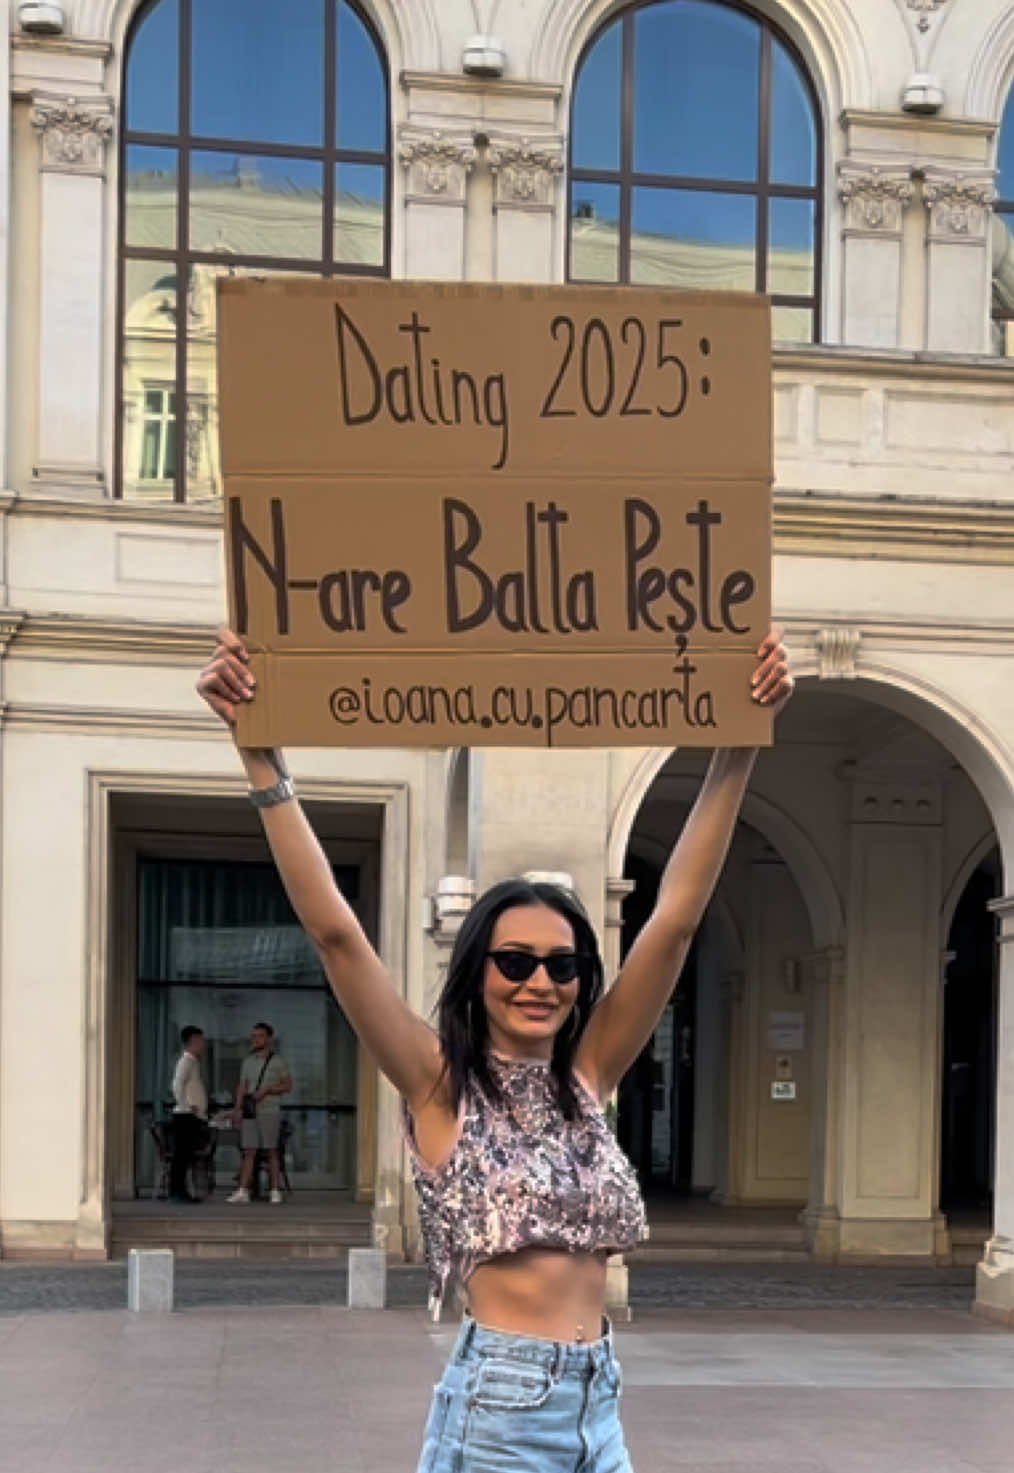 Dating 2025:
N-are Balta Pește
@ioana.cu.pancarta